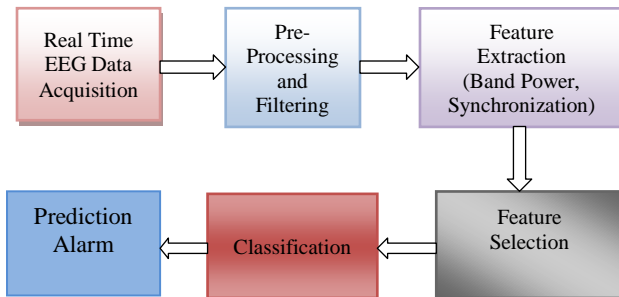 Real Time
EEG Data
Acquisition
Pre-
Processing
and
Filtering
Feature
Extraction
(Band Power,
Synchronization)
Feature
Selection
Classification
Prediction
Alarm